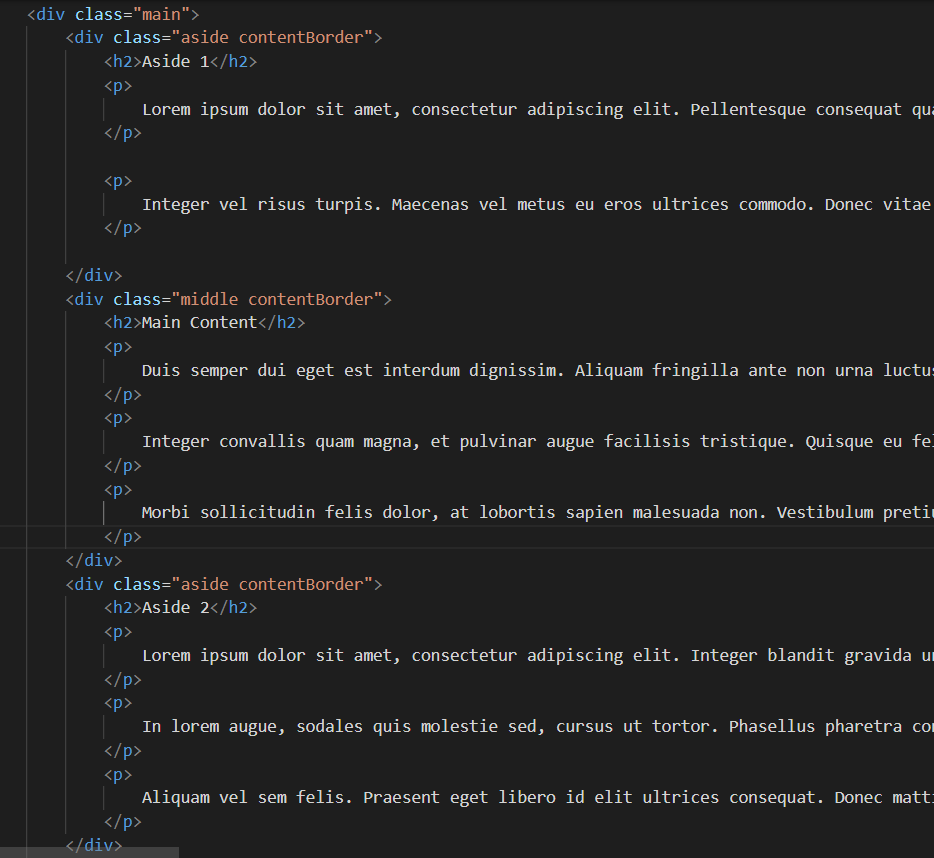 <div class="main">
<div class="aside contentBorder">
<h2>Aside 1</h2>
<p>
Lorem ipsum dolor sit amet, consectetur adipiscing elit. Pellentesque consequat
</p>
<p>
Integer vel risus turpis. Maecenas vel metus eu eros ultrices commodo. Donec vitae
</p>
</div>
<div class="middle contentBorder">
<h2>Main Content</h2>
<p>
Duis semper dui eget est interdum dignissim. Aliquam fringilla ante non urna
</p>
<p>
Integer convallis quam magna, et pulvinar augue facilisis tristique. Quisque eu
</p>
<p>
Morbi sollicitudin felis dolor, at lobortis sapien malesuada non. Vestibulum
</p>
</div>
<div class="aside contentBorder">
<h2>Aside 2</h2>
<p>
Lorem ipsum dolor sit amet, consectetur adipiscing elit. Integer blandit gravida
</p>
<p>
In lorem augue, sodales quis molestie sed, cursus ut tortor. Phasellus pharetra
</p>
<p>
Aliquam vel sem felis. Praesent eget libero id elit ultrices consequat. Donec
</p>
</div>